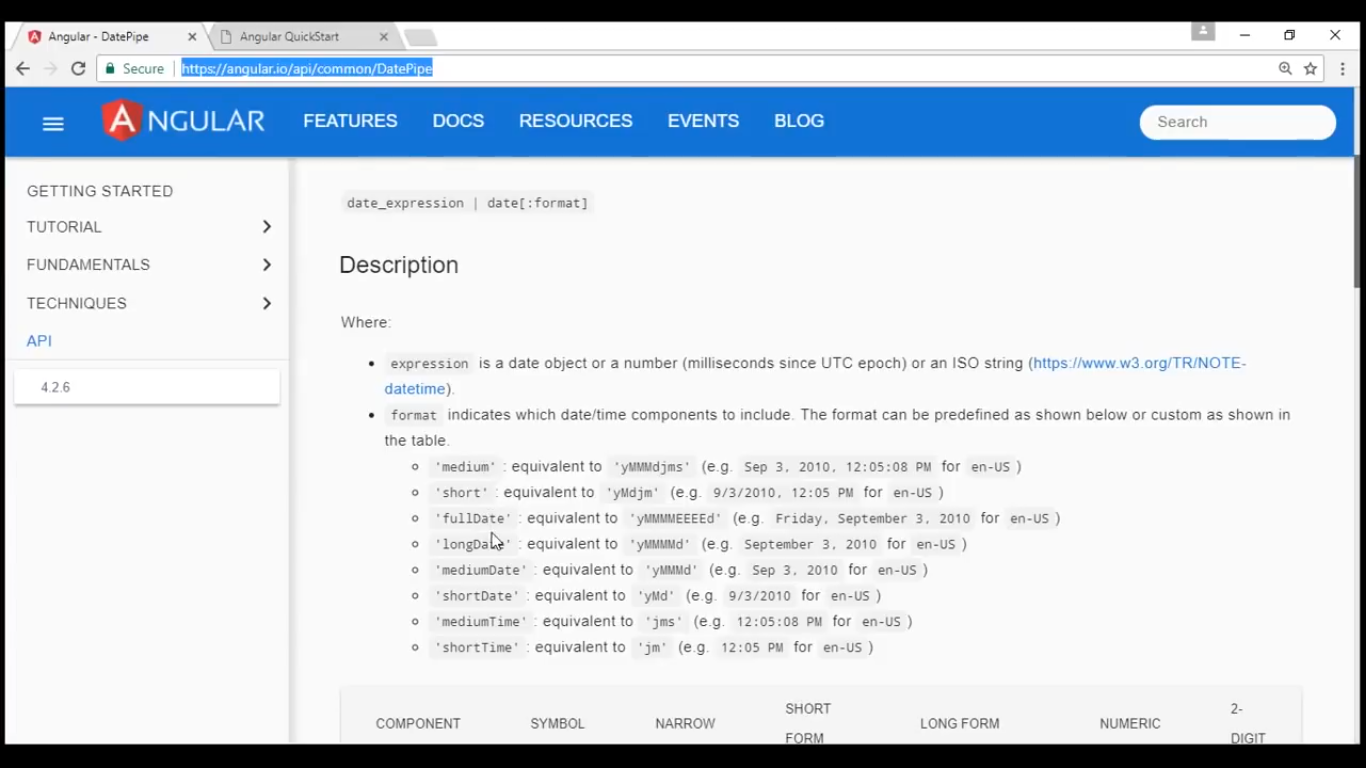 Angular - DatePipe
Angular QuickStart
Secure
https://angular.io/api/common/DatePipe
ANGULAR
FEATURES
DOCS
RESOURCES
EVENTS
BLOG
Search
GETTING STARTED
TUTORIAL
FUNDAMENTALS
TECHNIQUES
API
4.2.6
date_expression | date[:format]
Description
Where:
expression is a date object or a number (milliseconds since UTC epoch) or an ISO string (https://www.w3.org/TR/NOTE-
datetime).
format indicates which date/time components to include. The format can be predefined as shown below or custom as shown in
the table.
'medium' : equivalent to 'yMMMdjms' (e.g. Sep 3, 2010, 12:05:08 PM for en-US )
'short' : equivalent to 'yMdjm' (e.g. 9/3/2010, 12:05 PM for en-US )
'fullDate' : equivalent to 'yMMMMEEEEd' (e.g. Friday, September 3, 2010 for en-US )
'longDate' : equivalent to 'yMMMMd' (e.g. September 3, 2010 for en-US )
'mediumDate' : equivalent to 'yMMMd' (e.g. Sep 3, 2010 for en-US )
'shortDate' : equivalent to 'yMd' (e.g. 9/3/2010 for en-US )
'mediumTime' : equivalent to 'jms' (e.g. 12:05:08 PM for en-US )
'shortTime' : equivalent to 'jm' (e.g. 12:05 PM for en-US )
COMPONENT
SYMBOL
NARROW
SHORT
FORM
LONG FORM
NUMERIC
2-
DIGIT